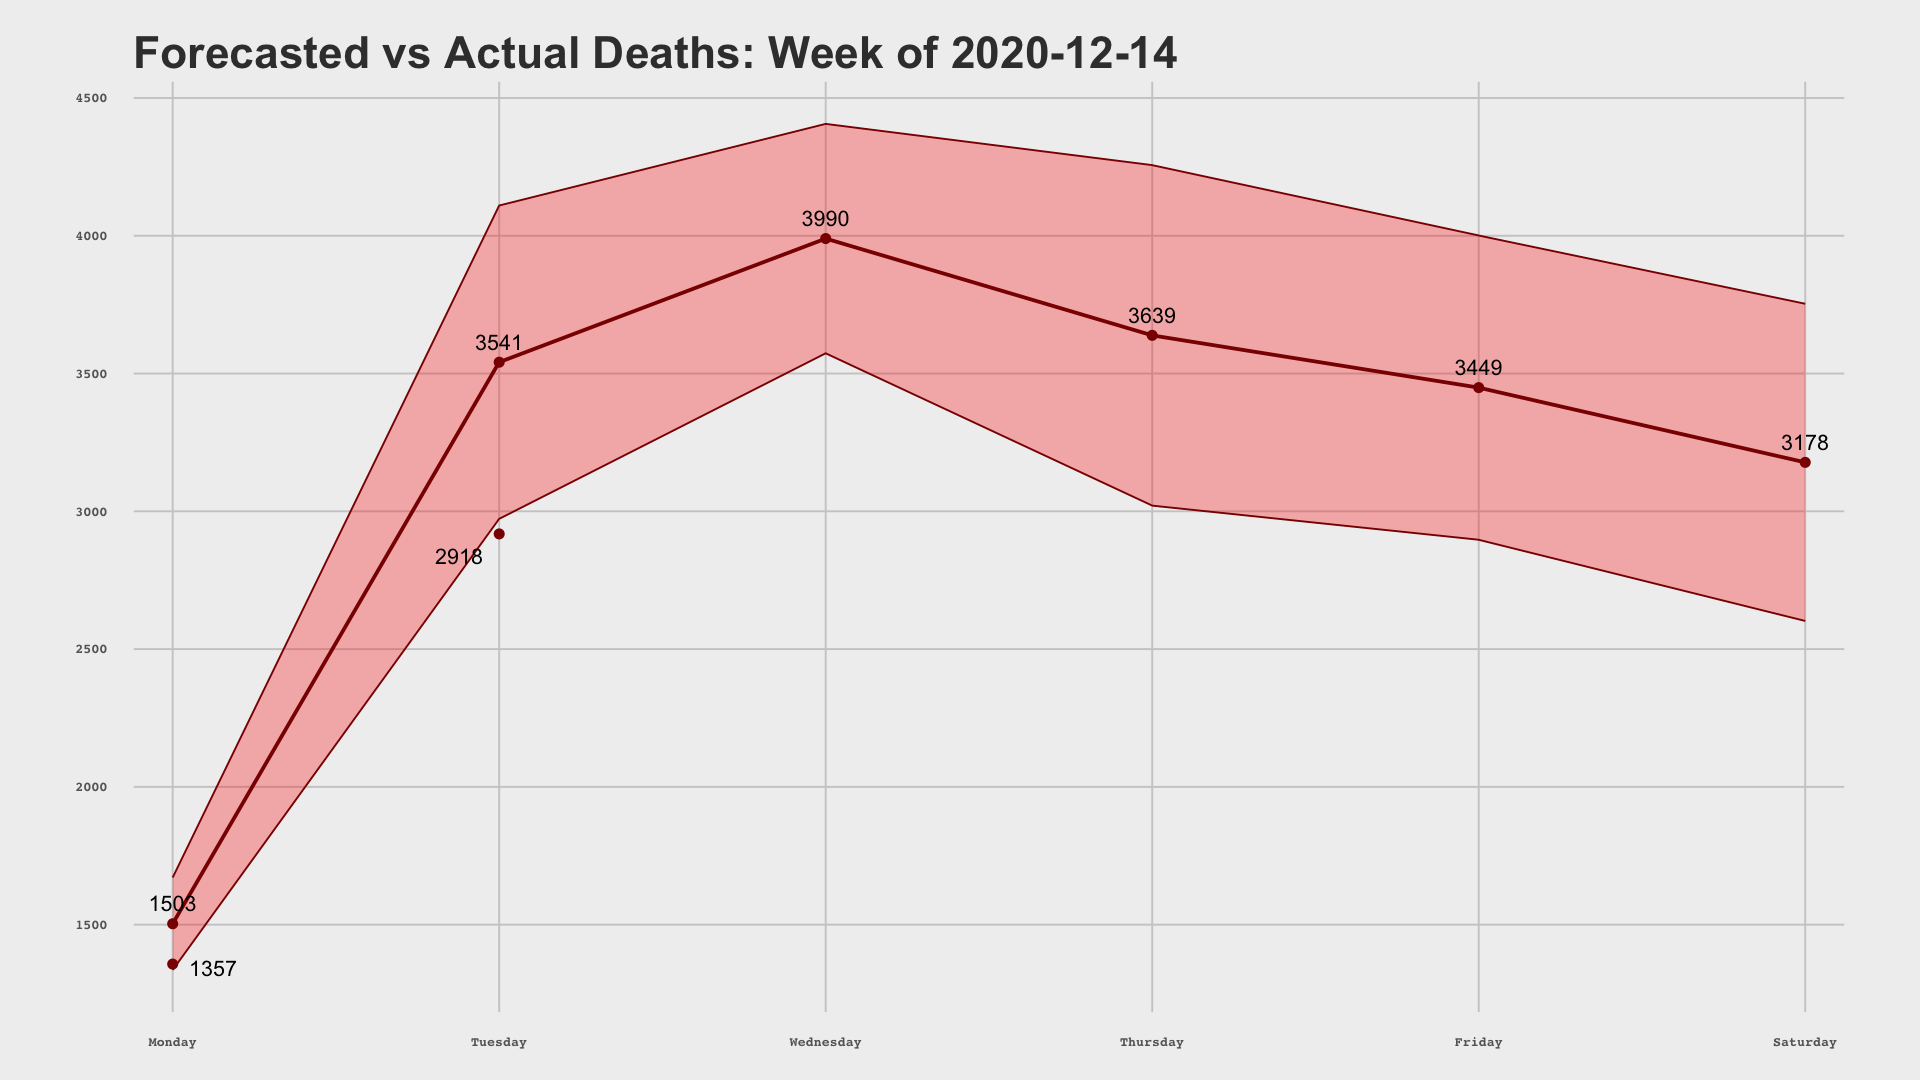 Forecasted vs Actual Deaths: Week of 2020-12-14
4500
4000
3500
3000
2500
2000
1500
3990
3541
3639
3449
3178
2918
1503
1357
Monday
Tuesday
Wednesday
Thursday
Friday
Saturday